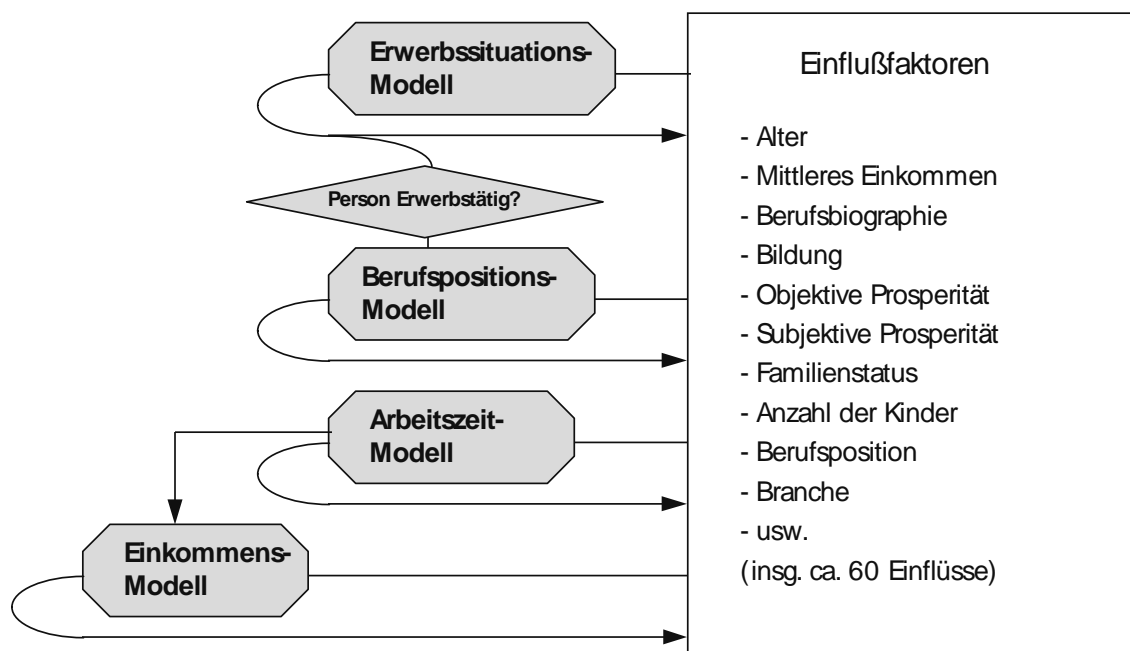 Erwerbssituations-
Modell
Person Erwerbstätig?
Berufspositions-
Modell
Arbeitszeit-
Modell
Einkommens-
Modell
Einflußfaktoren
- Alter
- Mittleres Einkommen
- Berufsbiographie
- Bildung
- Objektive Prosperität
- Subjektive Prosperität
- Familienstatus
- Anzahl der Kinder
- Berufsposition
- Branche
- usw.
(insg. ca. 60 Einflüsse)